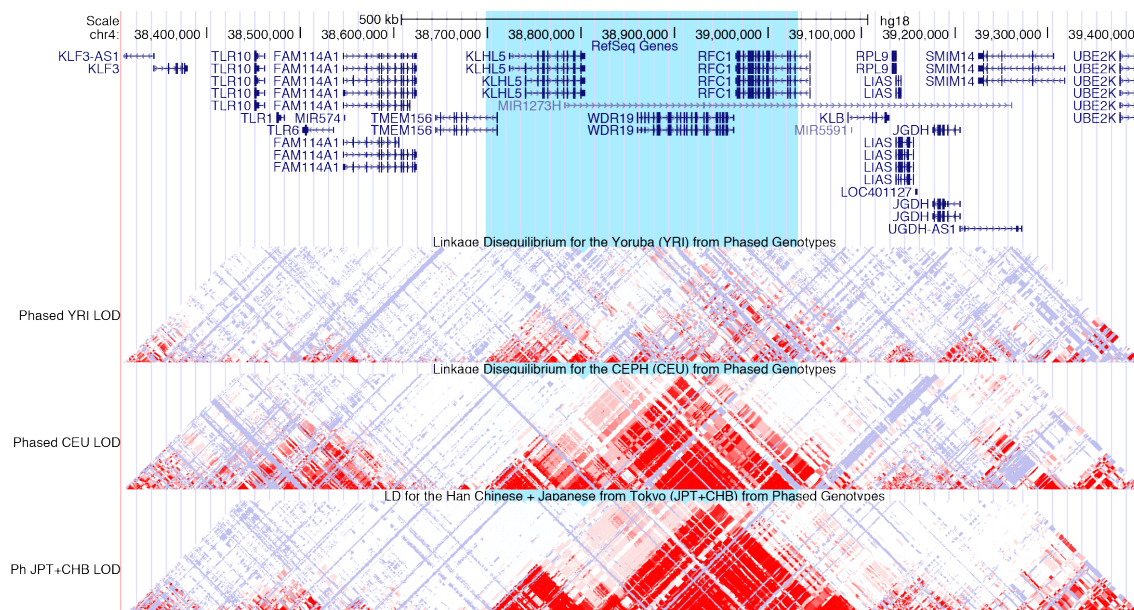 Scale 500 kb hg18
chr4: 38,400,000 38,500,000 38,600,000 38,700,000 38,800,000 38,900,000 39,000,000 39,100,000 39,200,000 39,300,000 39,400,000
RefSeq Genes
KLF3-AS1 TLR10 FAM114A1 KLHL5 RFC1 RPL9 SMIM14 UBE2K
KLF3 TLR10 FAM114A1 KLHL5 RFC1 RPL9 SMIM14 UBE2K
TLR10 FAM114A1 KLHL5 RFC1 LIAS SMIM14 UBE2K
TLR10 FAM114A1 KLHL5 RFC1 LIAS UBE2K
TLR10 FAM114A1 MIR1273H UBE2K
TLR1 MIR574 TMEM156 WDR19 KLB UBE2K
TLR6 TMEM156 WDR19 MIR5591 JGDH
FAM114A1 LIAS
FAM114A1 LIAS
FAM114A1 LIAS
LIAS
LOC401127
JGDH
JGDH
UGDH-AS1
Linkage Disequilibrium for the Yoruba (YRI) from Phased Genotypes
Phased YRI LOD
Linkage Disequilibrium for the CEPH (CEU) from Phased Genotypes
Phased CEU LOD
LD for the Han Chinese + Japanese from Tokyo (JPT+CHB) from Phased Genotypes
Ph JPT+CHB LOD